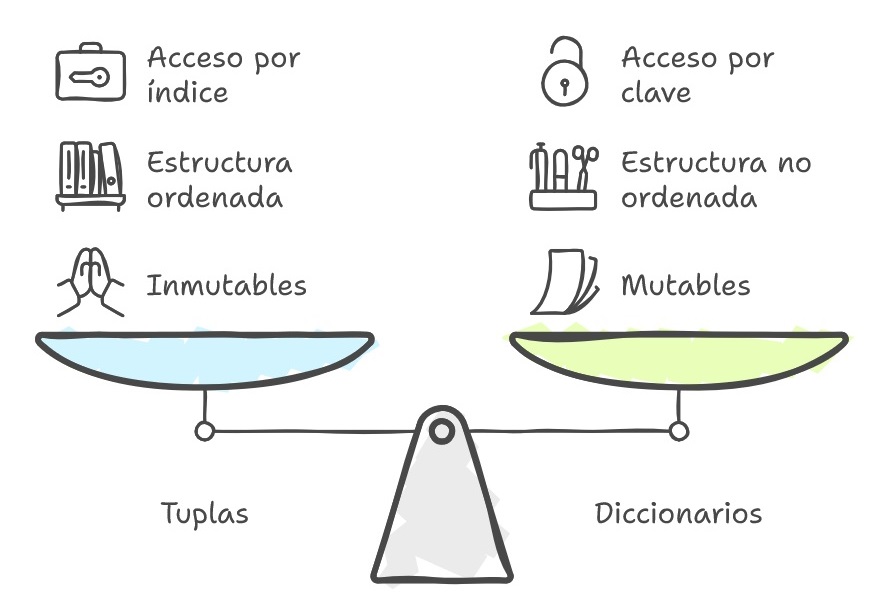 Acceso por
índice
Estructura
ordenada
Inmutables
Acceso por
clave
Estructura no
ordenada
Mutables
Tuplas
Diccionarios